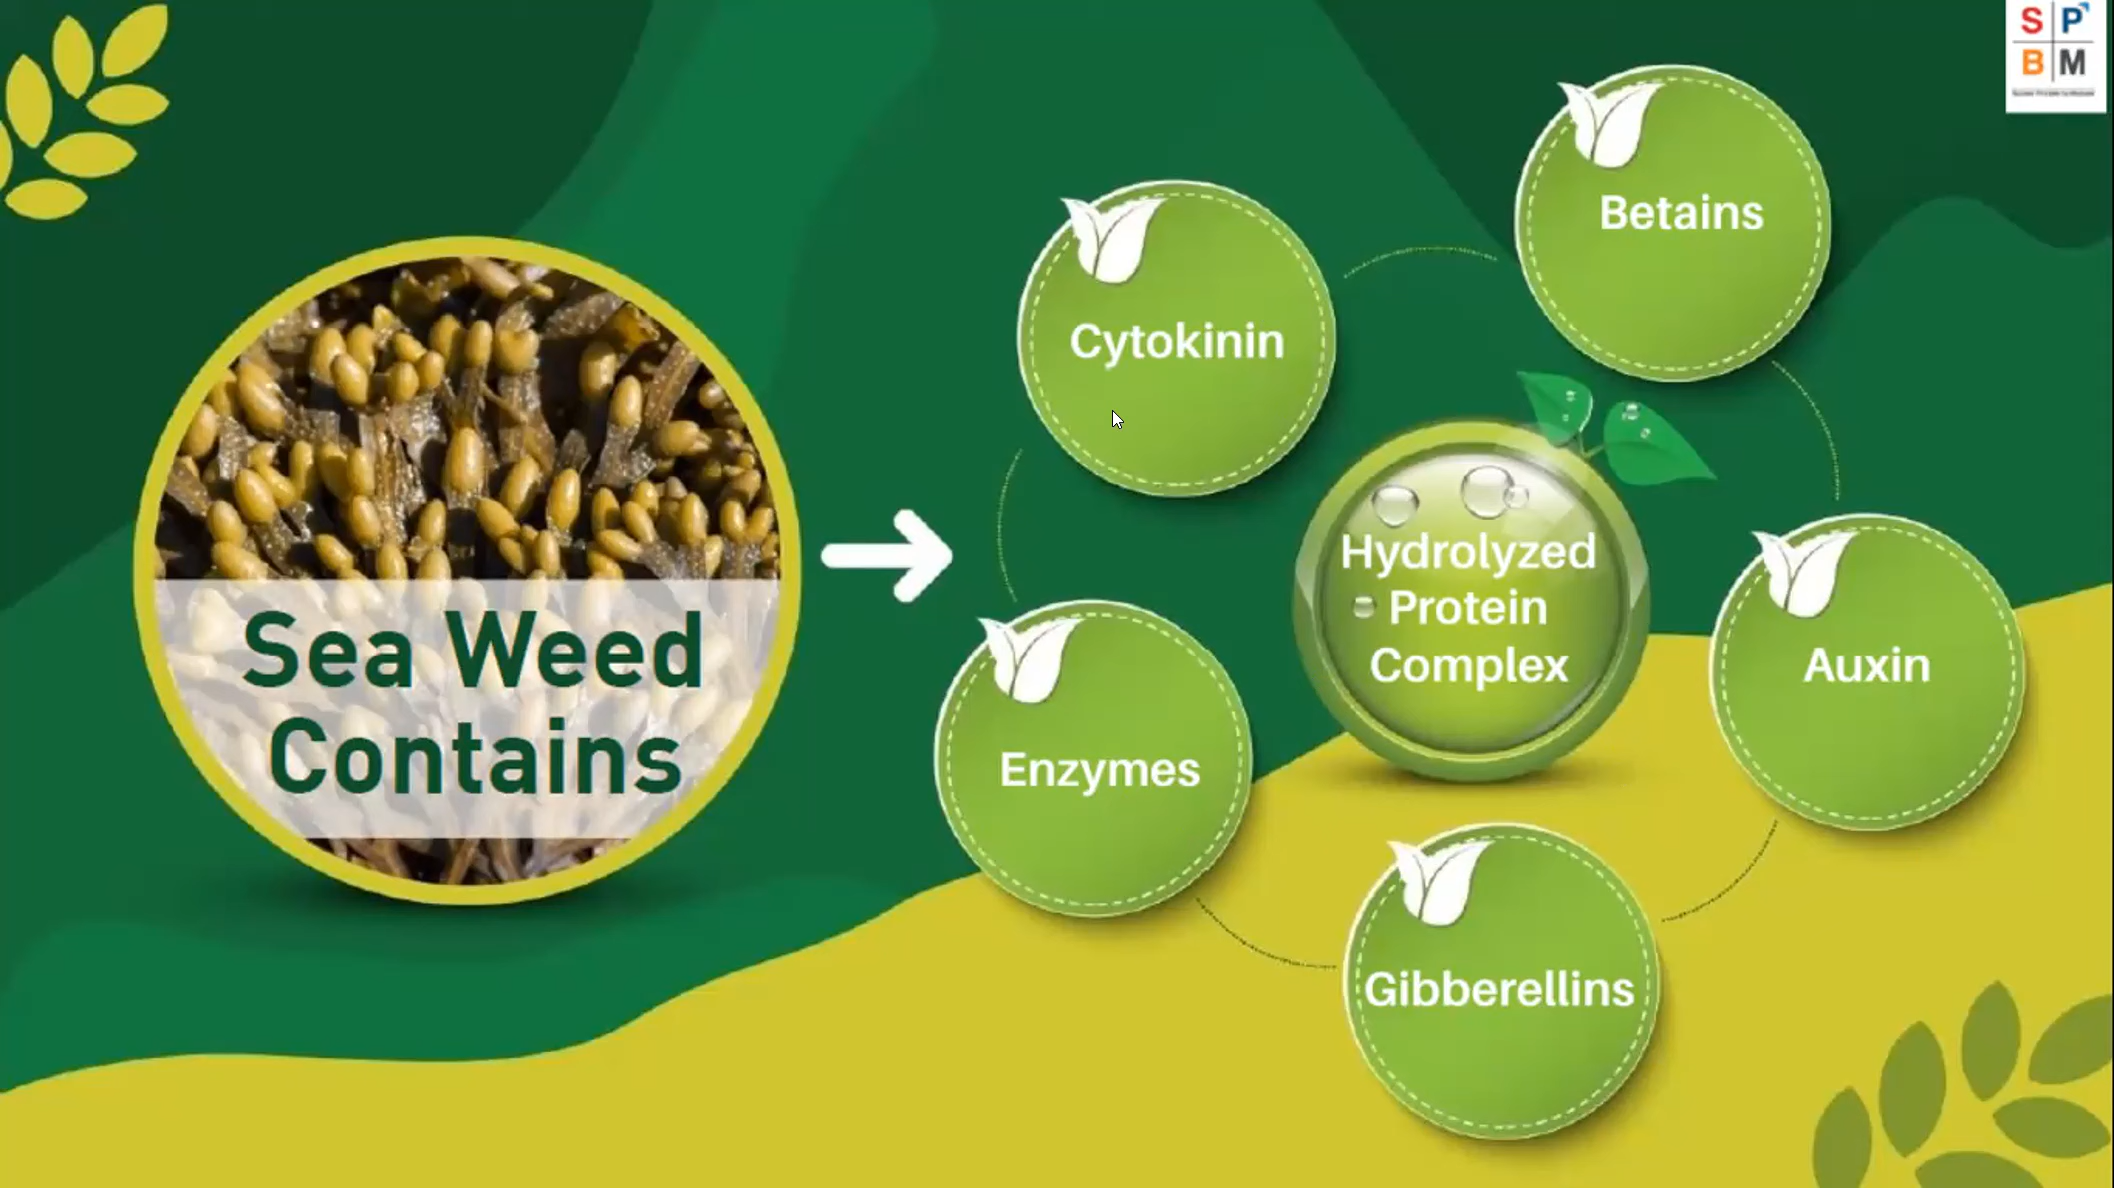 S P
B M
Betains
Cytokinin
Hydrolyzed
Protein
Complex
Sea Weed
Contains
Auxin
Enzymes
Gibberellins